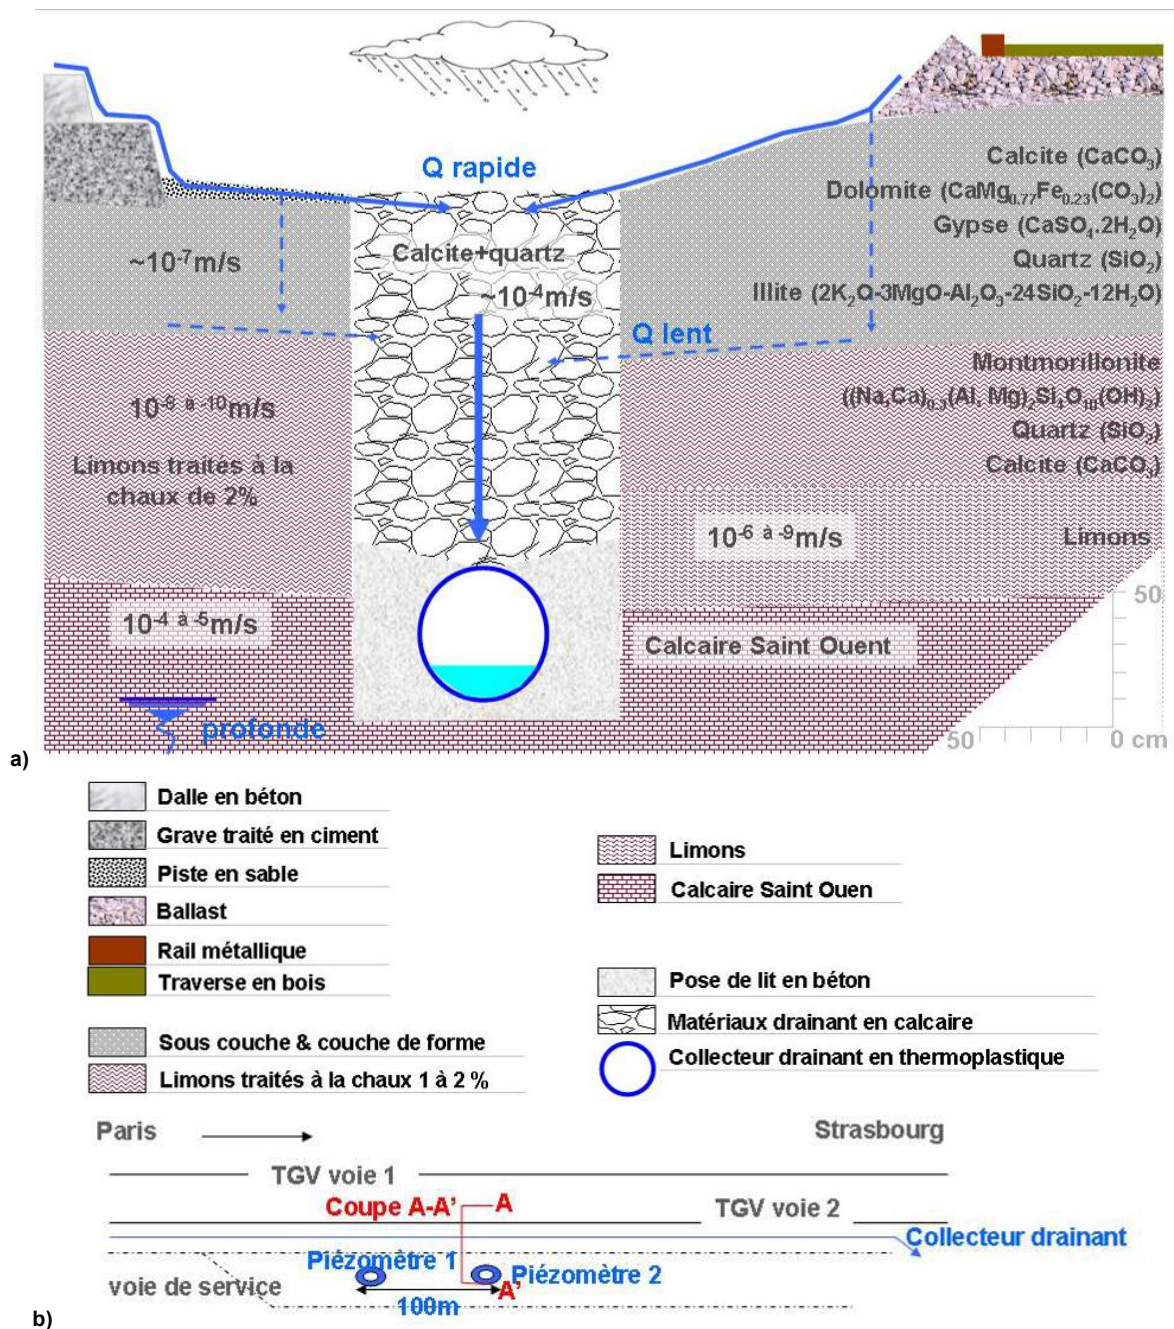 Q rapide
Calcite (CaCO3)
Dolomite (CaMg0.77Fe0.23(CO3)2)
Gypse (CaSO4.2H2O)
Quartz (SiO2)
Illite (2K2O-3MgO-Al2O3-24SiO2-12H2O)
Calcite+quartz
~10-7m/s
~10-4m/s
Q lent
Montmorillonite
((Na,Ca)0.3(Al, Mg)2Si4O10(OH)2)
Quartz (SiO2)
Calcite (CaCO3)
10-8 à -10m/s
Limons traités à la
chaux de 2%
10-6 à -9m/s
Limons
10-4 à -5m/s
Calcaire Saint Ouent
profonde
50
50
0 cm
a)
Dalle en béton
Grave traité en ciment
Piste en sable
Ballast
Rail métallique
Traverse en bois
Sous couche & couche de forme
Limons traités à la chaux 1 à 2 %
Limons
Calcaire Saint Ouen
Pose de lit en béton
Matériaux drainant en calcaire
Collecteur drainant en thermoplastique
Paris
Strasbourg
TGV voie 1
Coupe A-A'
A
TGV voie 2
Collecteur drainant
Piézomètre 1
Piézomètre 2
voie de service
A'
100m
b)